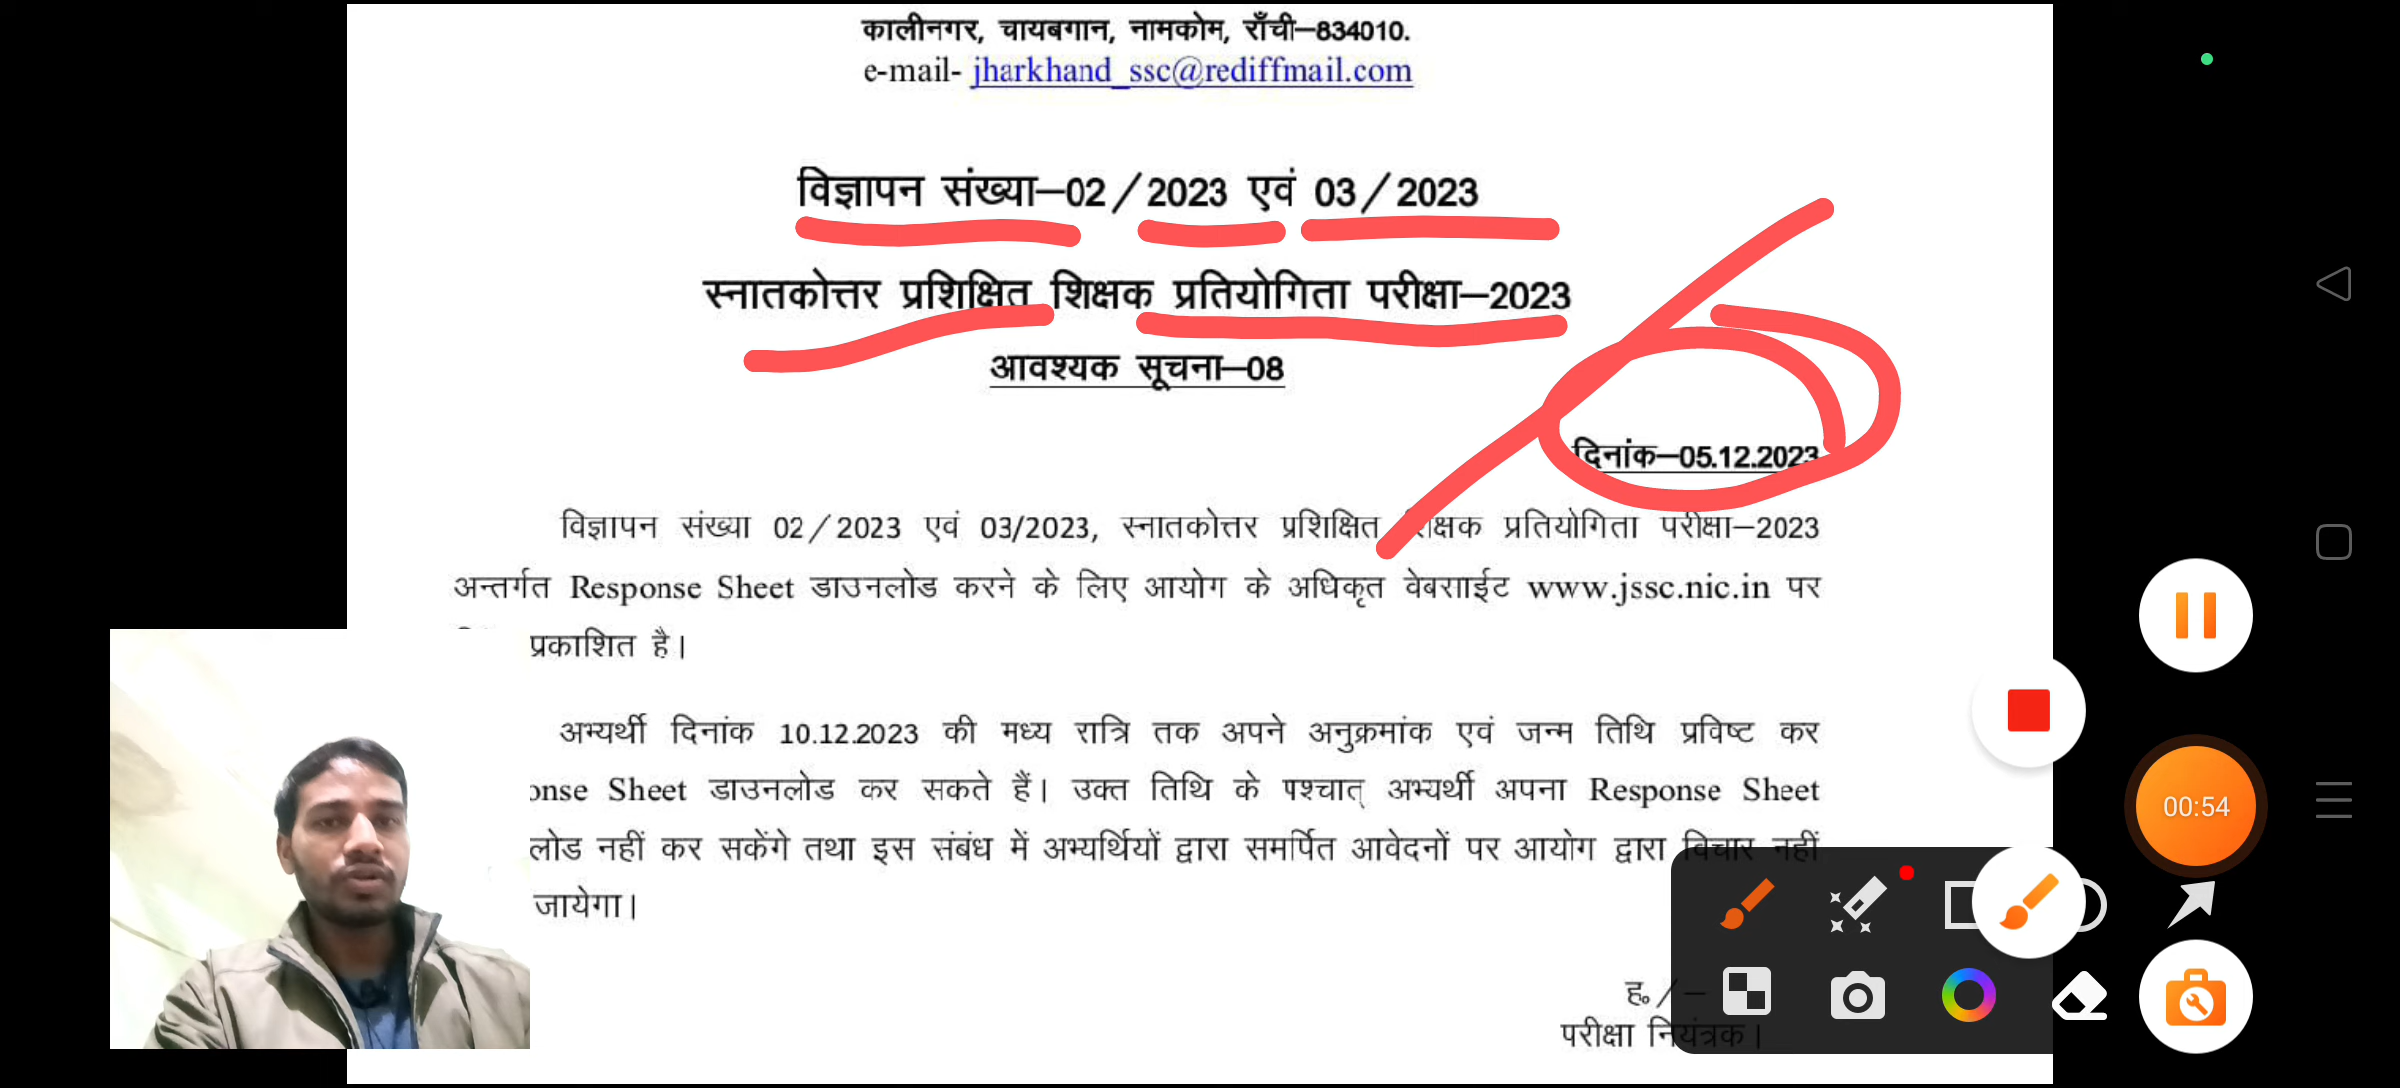 कालीनगर, चायबगान, नामकोम, राँची–834010.
e-mail- jharkhand_ssc@rediffmail.com
विज्ञापन संख्या–02/2023 एवं 03/2023
स्नातकोत्तर प्रशिक्षित शिक्षक प्रतियोगिता परीक्षा–2023
आवश्यक सूचना–08
दिनांक–05.12.2023
विज्ञापन संख्या 02/2023 एवं 03/2023, स्नातकोत्तर प्रशिक्षित शिक्षक प्रतियोगिता परीक्षा–2023
अन्तर्गत Response Sheet डाउनलोड करने के लिए आयोग के अधिकृत वेबसाईट www.jssc.nic.in पर
प्रकाशित है।
अभ्यर्थी दिनांक 10.12.2023 की मध्य रात्रि तक अपने अनुक्रमांक एवं जन्म तिथि प्रविष्ट कर
onse Sheet डाउनलोड कर सकते हैं। उक्त तिथि के पश्चात् अभ्यर्थी अपना Response Sheet
लोड नहीं कर सकेंगे तथा इस संबंध में अभ्यर्थियों द्वारा समर्पित आवेदनों पर आयोग द्वारा विचार नहीं
जायेगा।
ह०/–
परीक्षा नियंत्रक।
00:54